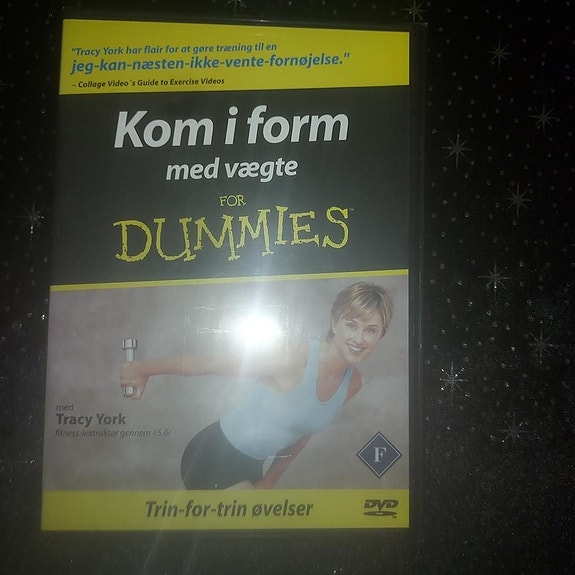 "Tracy York har flair for at gøre træning til en
jeg-kan-næsten-ikke-vente-fornøjelse."
– Collage Video´s Guide to Exercise Videos
Kom i form
med vægte
FOR
DUMMIES™
med
Tracy York
fitness-instruktør gennem 15 år
F
Trin-for-trin øvelser
DVD